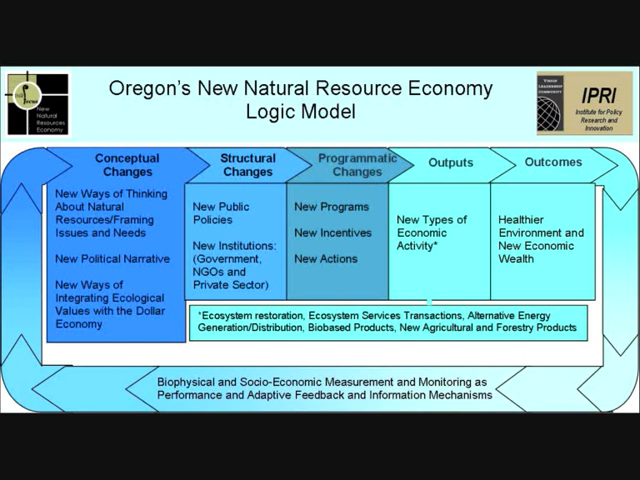 Oregon's New Natural Resource Economy
Logic Model
New
Natural
Resources
Economy
IPRI
Institute for Policy
Research and
Innovation
Conceptual
Changes
New Ways of Thinking
About Natural
Resources/Framing
Issues and Needs
New Political Narrative
New Ways of
Integrating Ecological
Values with the Dollar
Economy
Structural
Changes
New Public
Policies
New Institutions:
(Government,
NGOs and
Private Sector)
Programmatic
Changes
New Programs
New Incentives
New Actions
Outputs
New Types of
Economic
Activity*
Outcomes
Healthier
Environment and
New Economic
Wealth
*Ecosystem restoration, Ecosystem Services Transactions, Alternative Energy
Generation/Distribution, Biobased Products, New Agricultural and Forestry Products
Biophysical and Socio-Economic Measurement and Monitoring as
Performance and Adaptive Feedback and Information Mechanisms